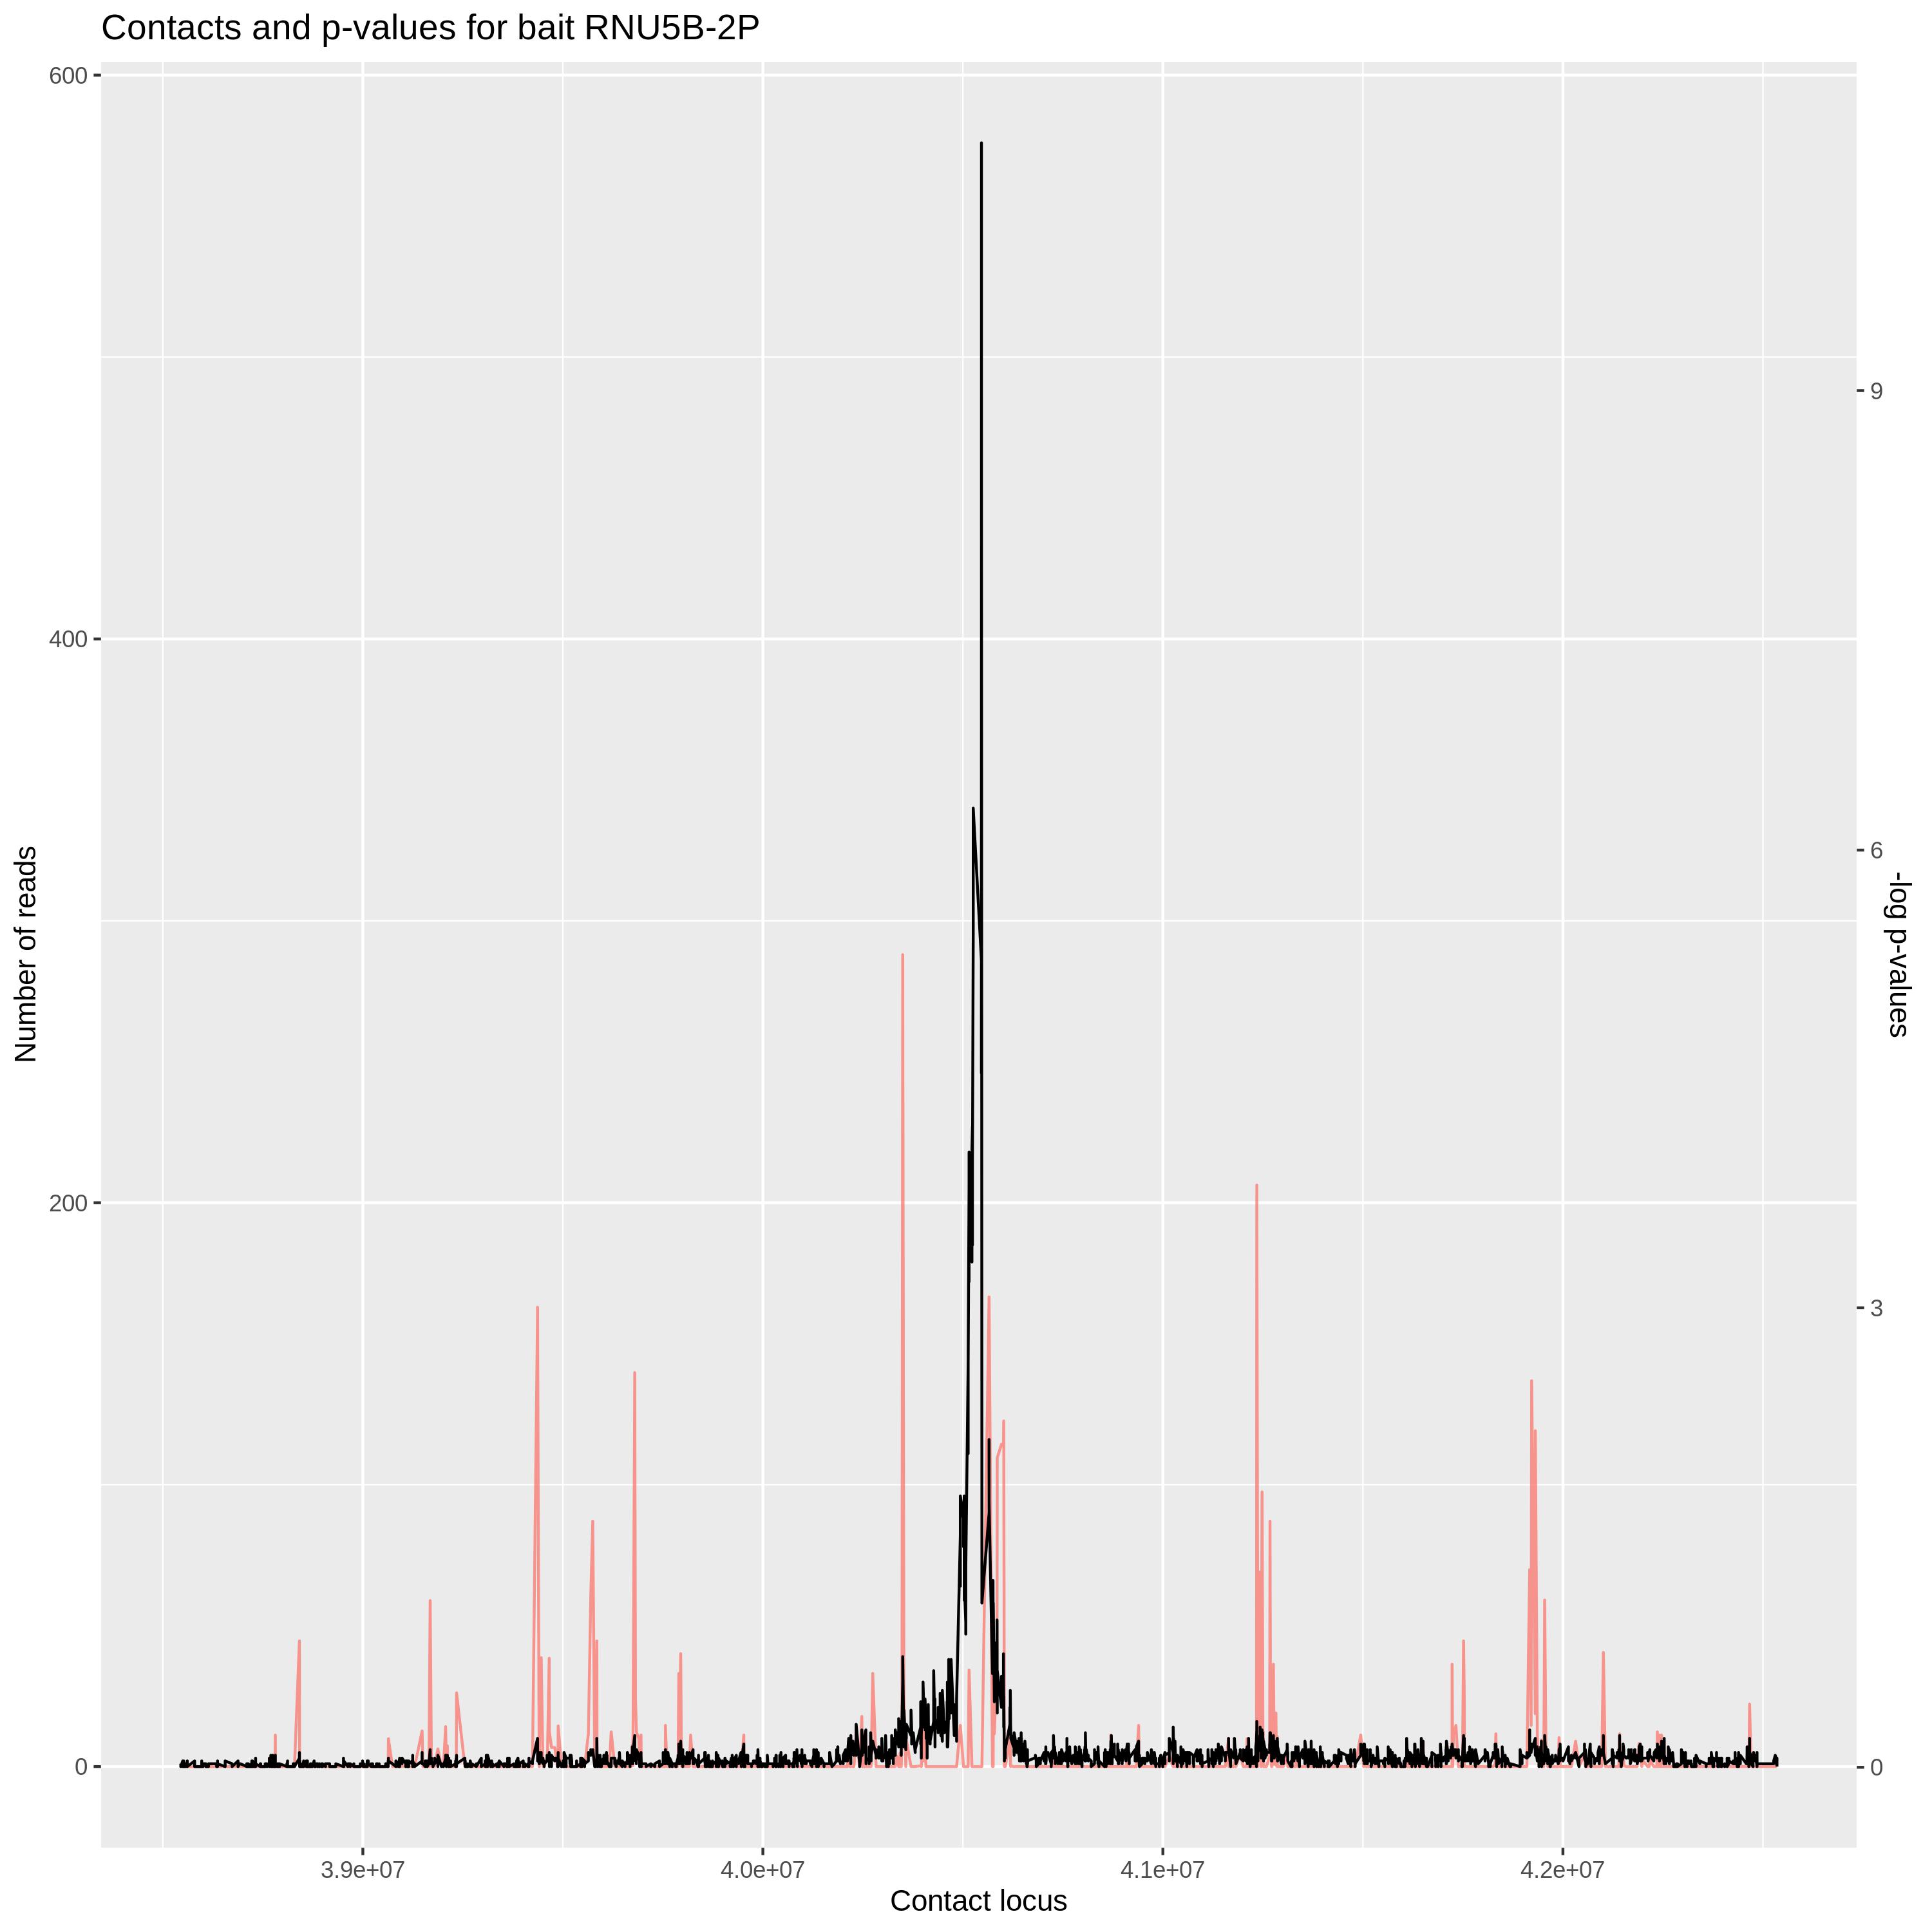 Contacts and p-values for bait RNU5B-2P
600
400
200
0
Number of reads
9
6
3
0
-log p-values
3.9e+07 4.0e+07 4.1e+07 4.2e+07
Contact locus